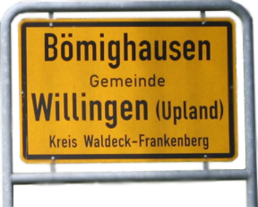 Bömighausen
Gemeinde
Willingen (Upland)
Kreis Waldeck-Frankenberg